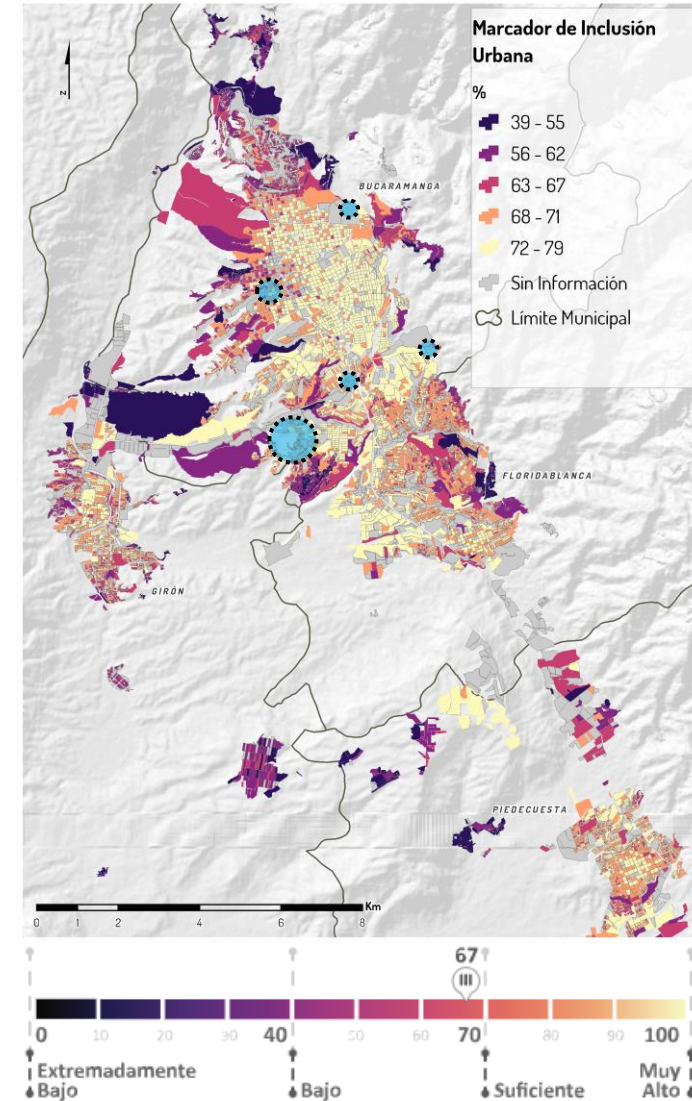 Marcador de Inclusión
Urbana
%
39 - 55
56 - 62
63 - 67
68 - 71
72 - 79
Sin Información
Límite Municipal
N
BUCARAMANGA
FLORIDABLANCA
GIRÓN
PIEDECUESTA
Km
0 1 2 4 6 8
67
III
0 10 20 30 40 50 60 70 80 90 100
Extremadamente
Bajo
Bajo
Suficiente
Muy
Alto